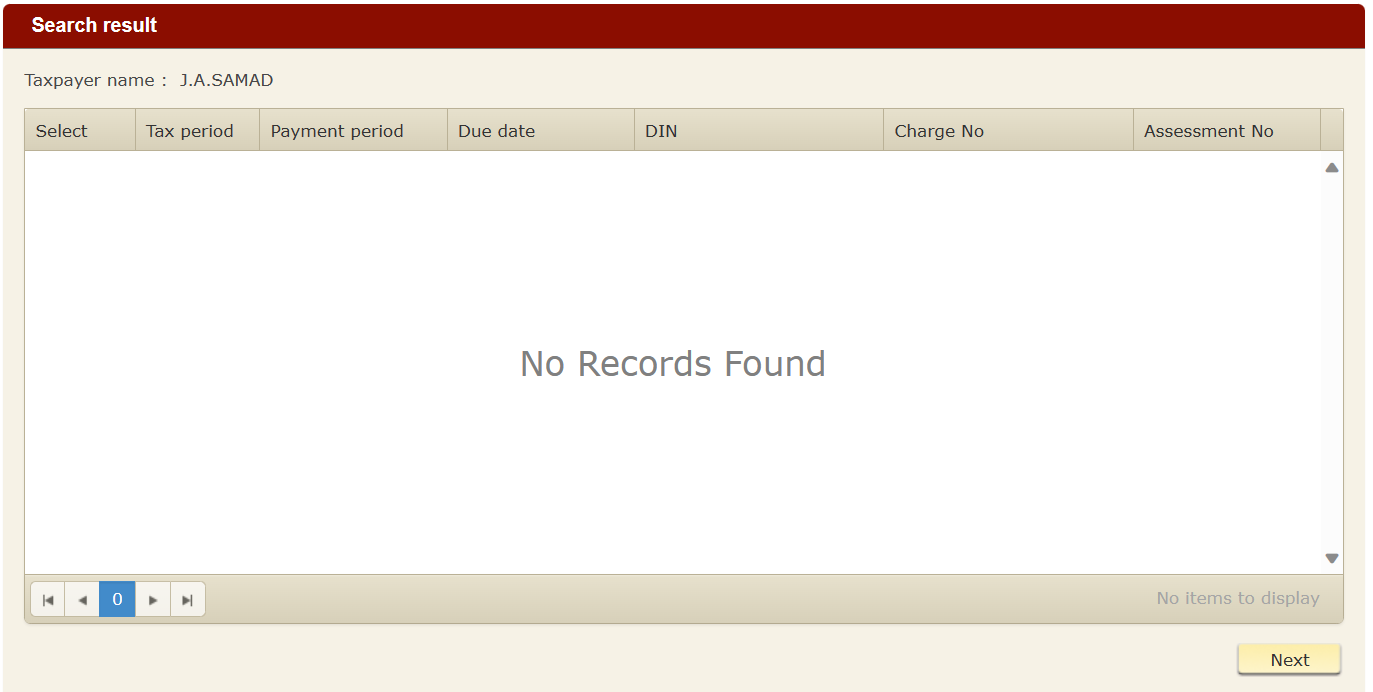 Search result
Taxpayer name : J.A.SAMAD
Select Tax period Payment period Due date DIN Charge No Assessment No
No Records Found
0 No items to display
Next